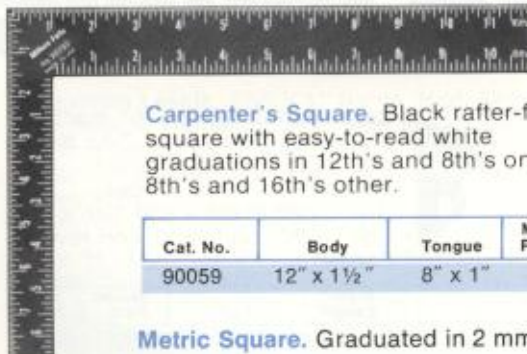 Carpenter's Square. Black rafter-f
square with easy-to-read white
graduations in 12th's and 8th's on
8th's and 16th's other.
Cat. No. Body Tongue
90059 12" x 1½" 8" x 1"
Metric Square. Graduated in 2 mm